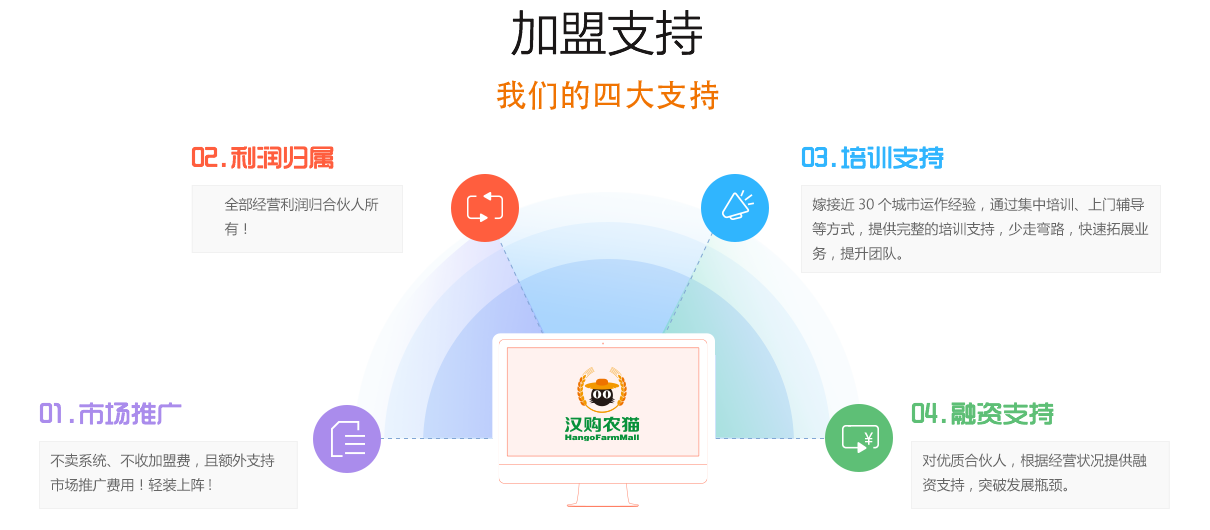 加盟支持
我们的四大支持
01.市场推广
不卖系统、不收加盟费，且额外支持
市场推广费用！轻装上阵！
02.利润归属
全部经营利润归合伙人所
有！
03.培训支持
嫁接近 30 个城市运作经验，通过集中培训、上门辅导
等方式，提供完整的培训支持，少走弯路，快速拓展业
务，提升团队。
04.融资支持
对优质合伙人，根据经营状况提供融
资支持，突破发展瓶颈。
¥
汉购农猫
HangoFarmMall